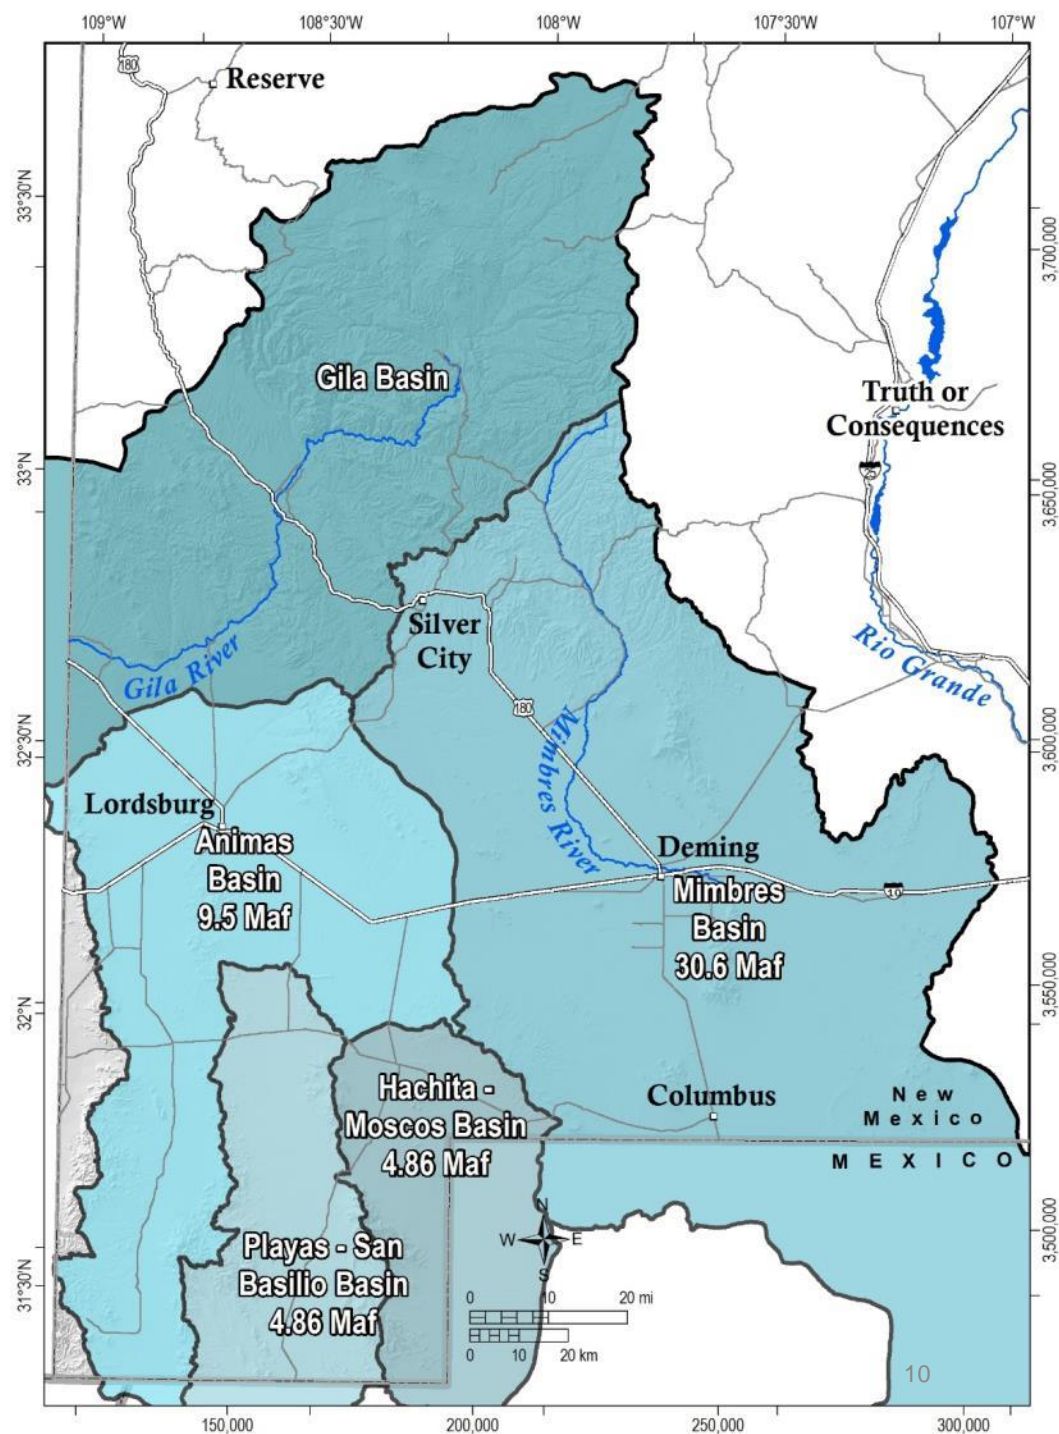 109°W
108°30'W
108°W
107°30'W
107°W
180
Reserve
33°30'N
3,700,000
Gila Basin
Truth or
Consequences
33°N
25
3,650,000
Silver
City
Gila River
Rio Grande
180
Mimbres River
32°30'N
3,600,000
Lordsburg
Animas
Basin
9.5 Maf
Deming
10
Mimbres
Basin
30.6 Maf
32°N
3,550,000
Hachita -
Moscos Basin
4.86 Maf
Columbus
New
Mexico
MEXICO
Playas - San
Basilio Basin
4.86 Maf
N
W
E
S
3,500,000
31°30'N
0 10 20 mi
0 10 20 km
10
150,000
200,000
250,000
300,000